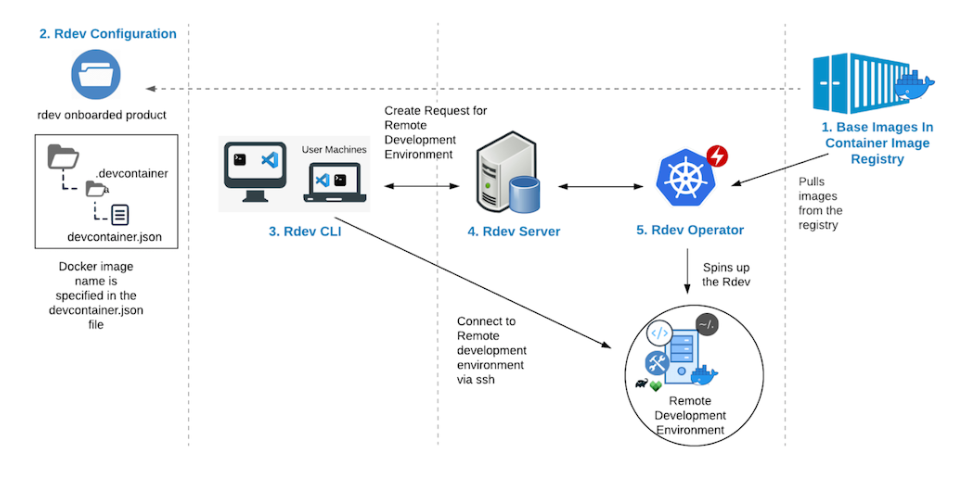 2. Rdev Configuration
rdev onboarded product
.devcontainer
devcontainer.json
Docker image
name is
specified in the
devcontainer.json
file
User Machines
3. Rdev CLI
Create Request for
Remote
Development
Environment
4. Rdev Server
5. Rdev Operator
1. Base Images In
Container Image
Registry
Pulls
images
from the
registry
Spins up
the Rdev
Connect to
Remote
development
environment
via ssh
</>
~/.
Remote
Development
Environment